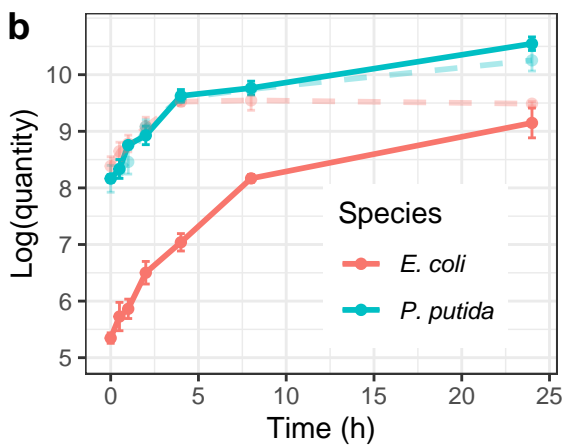 b
Log(quantity)
10
9
8
7
6
5
Species
E. coli
P. putida
0
5
10
15
20
25
Time (h)